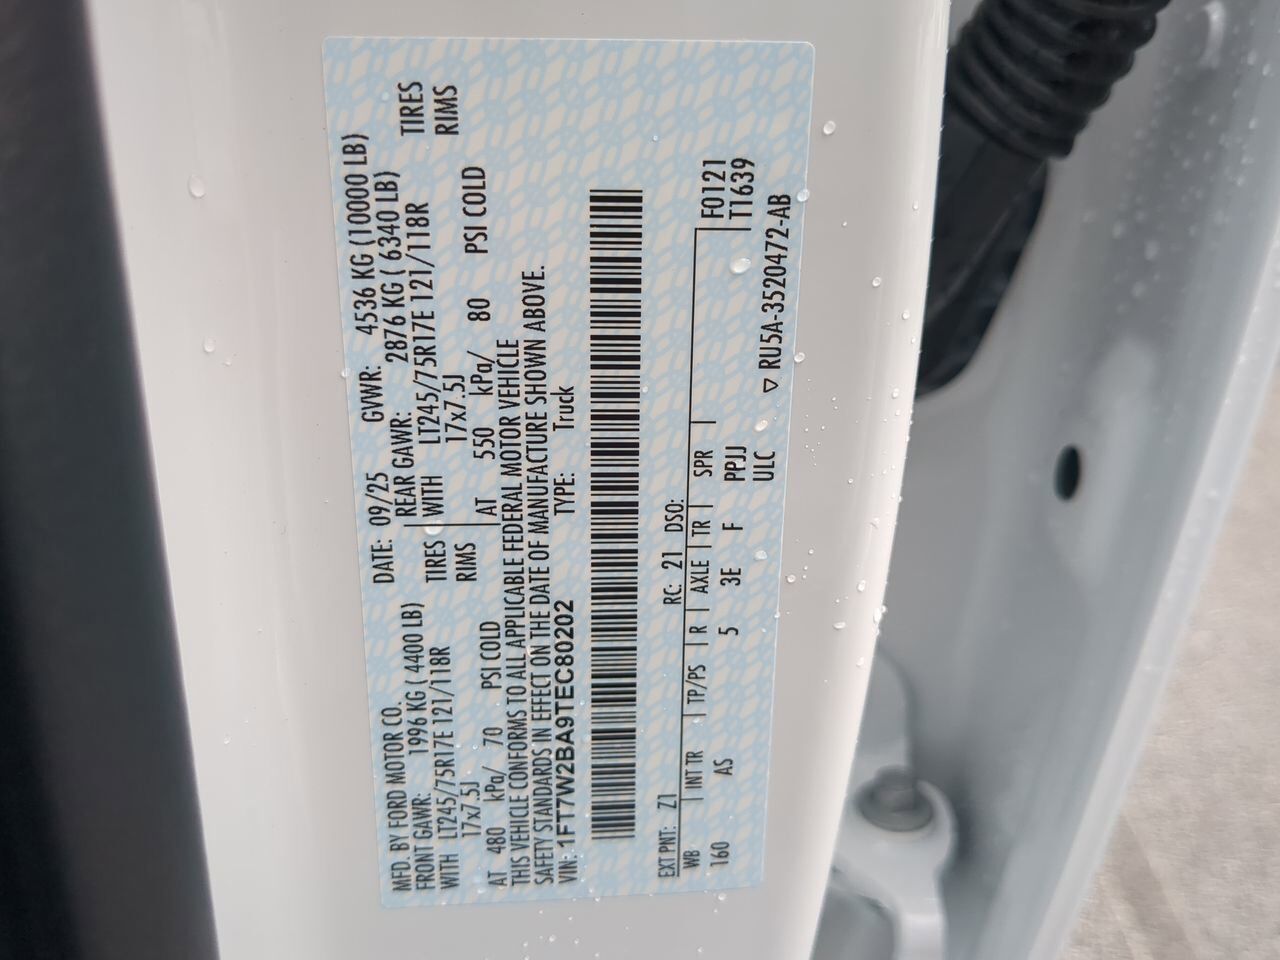 MFD. BY FORD MOTOR CO.
DATE: 09/25 GVWR: 4536 KG (10000 LB)
FRONT GAWR: 1996 KG ( 4400 LB)
REAR GAWR: 2876 KG ( 6340 LB)
WITH LT245/75R17E 121/118R TIRES
WITH LT245/75R17E 121/118R TIRES
17x7.5J RIMS
17x7.5J RIMS
AT 480 kPa/ 70 PSI COLD
AT 550 kPa/ 80 PSI COLD
THIS VEHICLE CONFORMS TO ALL APPLICABLE FEDERAL MOTOR VEHICLE
SAFETY STANDARDS IN EFFECT ON THE DATE OF MANUFACTURE SHOWN ABOVE.
VIN: 1FT7W2BA9TEC80202 TYPE: Truck
EXT PNT: Z1 RC: 21 DSO:
WB INT TR TP/PS R AXLE TR SPR F0121
160 AS 5 3E F PPJJ T1639
ULC
▽ RU5A-3520472-AB